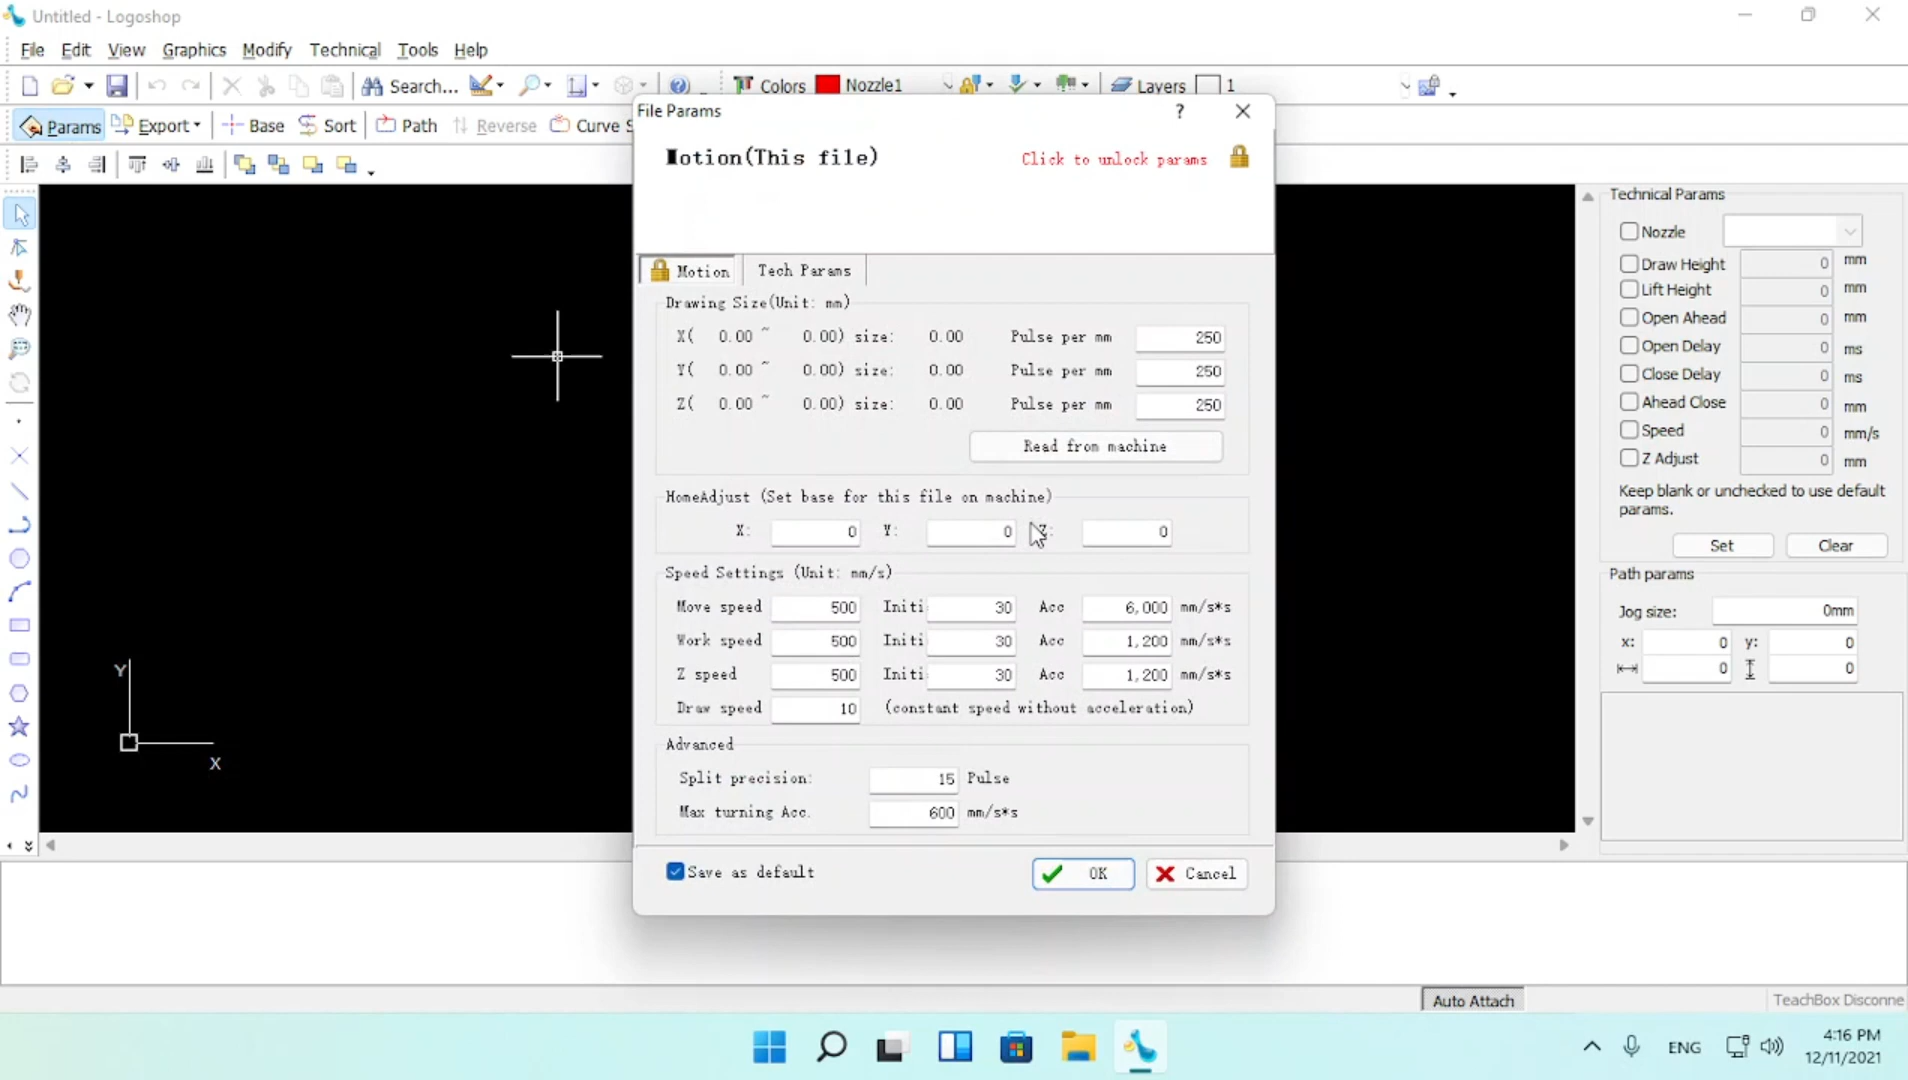 Untitled - Logoshop
File Edit View Graphics Modify Technical Tools Help
Search... Colors Nozzle1 Layers 1
Params Export Base Sort Path Reverse Curve S
File Params ?
Motion(This file) Click to unlock params
Motion Tech Params
Drawing Size(Unit: mm)
X( 0.00 ~ 0.00) size: 0.00 Pulse per mm 250
Y( 0.00 ~ 0.00) size: 0.00 Pulse per mm 250
Z( 0.00 ~ 0.00) size: 0.00 Pulse per mm 250
Read from machine
HomeAdjust (Set base for this file on machine)
X: 0 Y: 0 Z: 0
Speed Settings (Unit: mm/s)
Move speed 500 Initi 30 Acc 6,000 mm/s*s
Work speed 500 Initi 30 Acc 1,200 mm/s*s
Z speed 500 Initi 30 Acc 1,200 mm/s*s
Draw speed 10 (constant speed without acceleration)
Advanced
Split precision: 15 Pulse
Max turning Acc. 600 mm/s*s
Save as default OK Cancel
Y
X
Technical Params
Nozzle
Draw Height 0 mm
Lift Height 0 mm
Open Ahead 0 mm
Open Delay 0 ms
Close Delay 0 ms
Ahead Close 0 mm
Speed 0 mm/s
Z Adjust 0 mm
Keep blank or unchecked to use default
params.
Set Clear
Path params
Jog size: 0mm
x: 0 y: 0
0 0
Auto Attach TeachBox Disconne
ENG 4:16 PM
12/11/2021